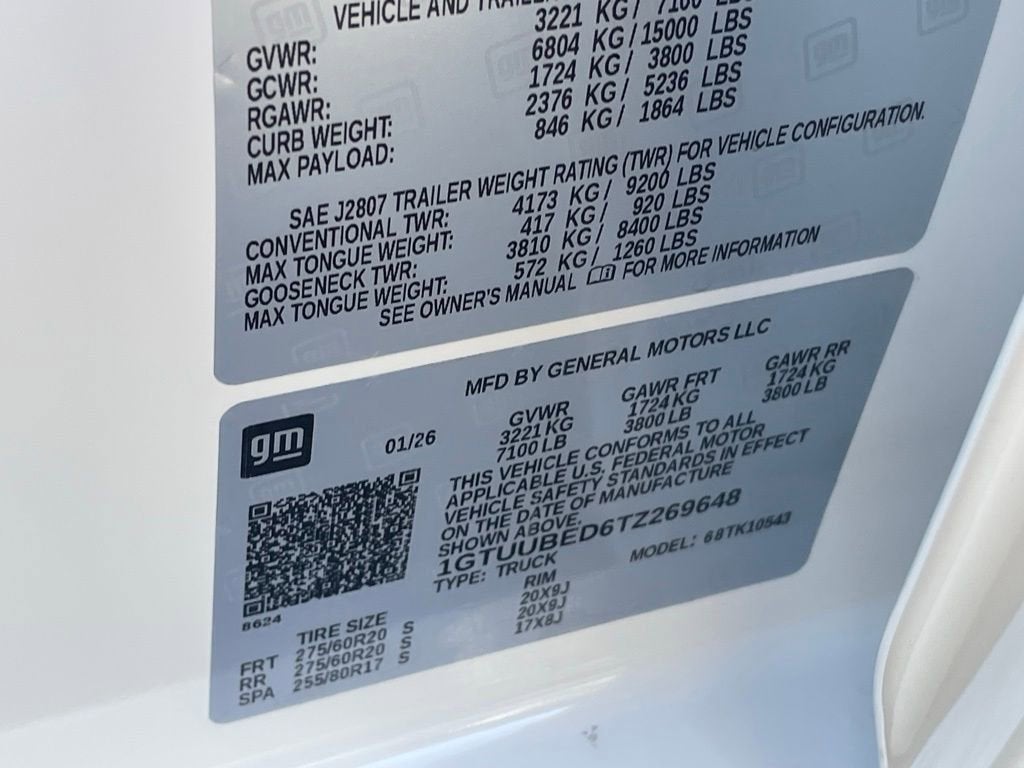 VEHICLE AND TRAILER
GVWR: 3221 KG/ 7100 LBS
GCWR: 6804 KG/15000 LBS
RGAWR: 1724 KG/ 3800 LBS
CURB WEIGHT: 2376 KG/ 5236 LBS
MAX PAYLOAD: 846 KG/ 1864 LBS
SAE J2807 TRAILER WEIGHT RATING (TWR) FOR VEHICLE CONFIGURATION.
CONVENTIONAL TWR: 4173 KG/ 9200 LBS
MAX TONGUE WEIGHT: 417 KG/ 920 LBS
GOOSENECK TWR: 3810 KG/ 8400 LBS
MAX TONGUE WEIGHT: 572 KG/ 1260 LBS
SEE OWNER'S MANUAL FOR MORE INFORMATION
MFD BY GENERAL MOTORS LLC
gm
01/26
GVWR GAWR FRT GAWR RR
3221 KG 1724 KG 1724 KG
7100 LB 3800 LB 3800 LB
THIS VEHICLE CONFORMS TO ALL
APPLICABLE U.S. FEDERAL MOTOR
VEHICLE SAFETY STANDARDS IN EFFECT
ON THE DATE OF MANUFACTURE
SHOWN ABOVE.
1GTUUBED6TZ269648
TYPE: TRUCK MODEL: 68TK10543
8624
TIRE SIZE RIM
FRT 275/60R20 S 20X9J
RR 275/60R20 S 20X9J
SPA 255/80R17 S 17X8J